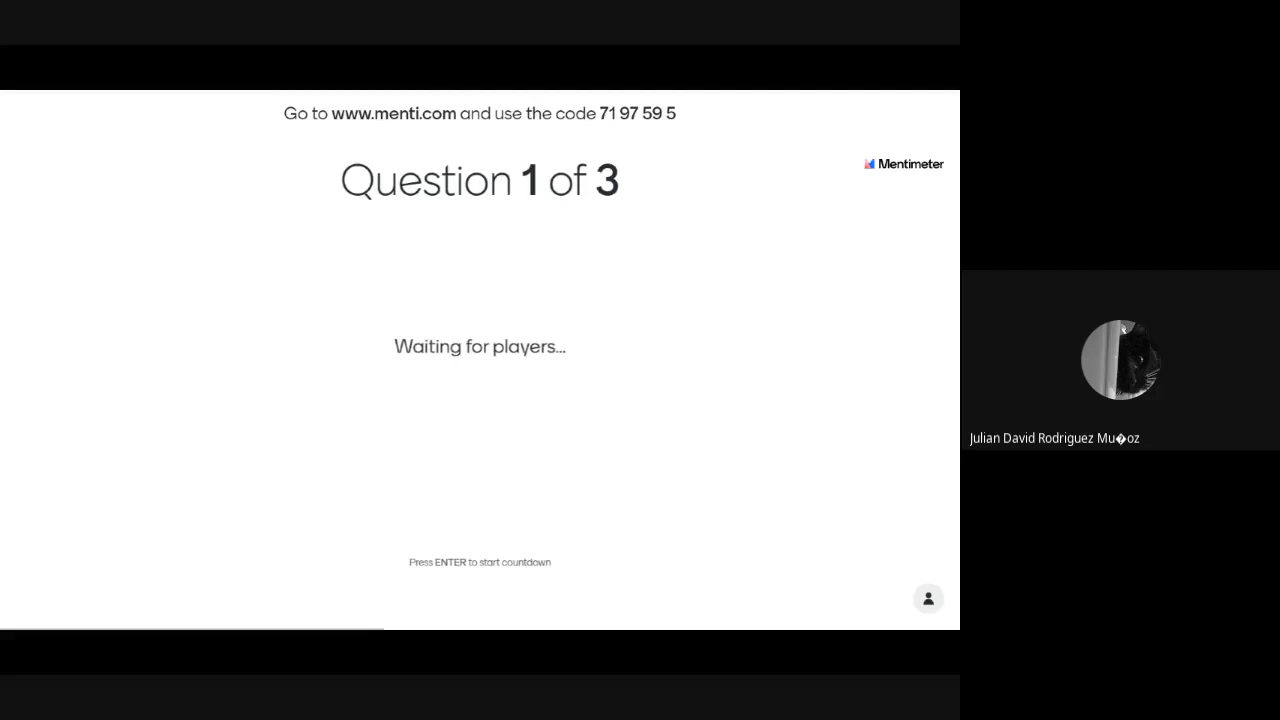 Go to www.menti.com and use the code 71 97 59 5
Mentimeter
Question 1 of 3
Waiting for players...
Julian David Rodriguez Mu�oz
Press ENTER to start countdown